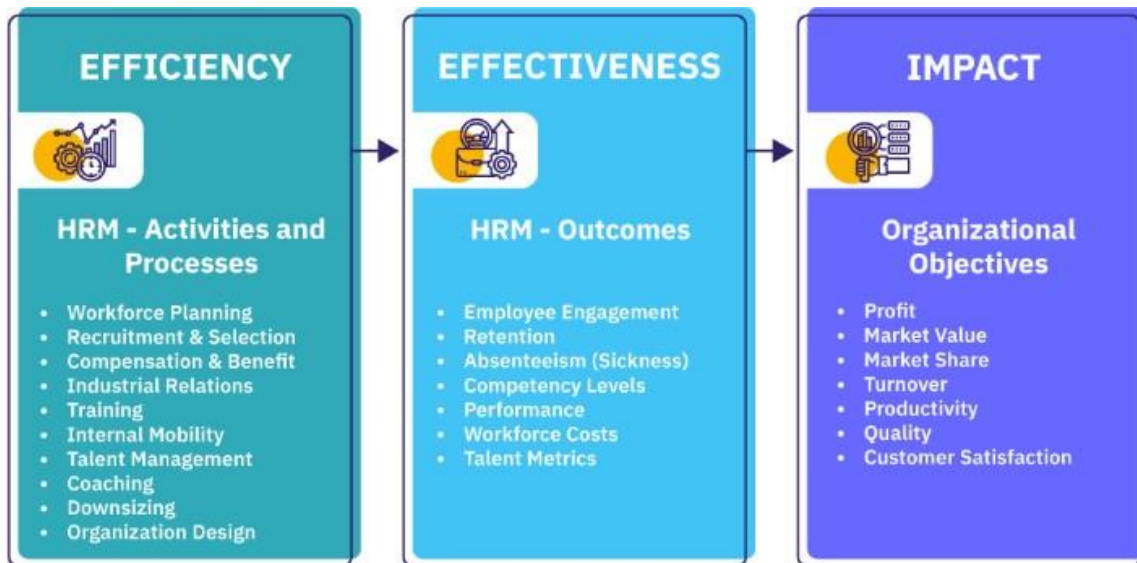 EFFICIENCY
HRM - Activities and
Processes
• Workforce Planning
• Recruitment & Selection
• Compensation & Benefit
• Industrial Relations
• Training
• Internal Mobility
• Talent Management
• Coaching
• Downsizing
• Organization Design
EFFECTIVENESS
HRM - Outcomes
• Employee Engagement
• Retention
• Absenteeism (Sickness)
• Competency Levels
• Performance
• Workforce Costs
• Talent Metrics
IMPACT
Organizational
Objectives
• Profit
• Market Value
• Market Share
• Turnover
• Productivity
• Quality
• Customer Satisfaction